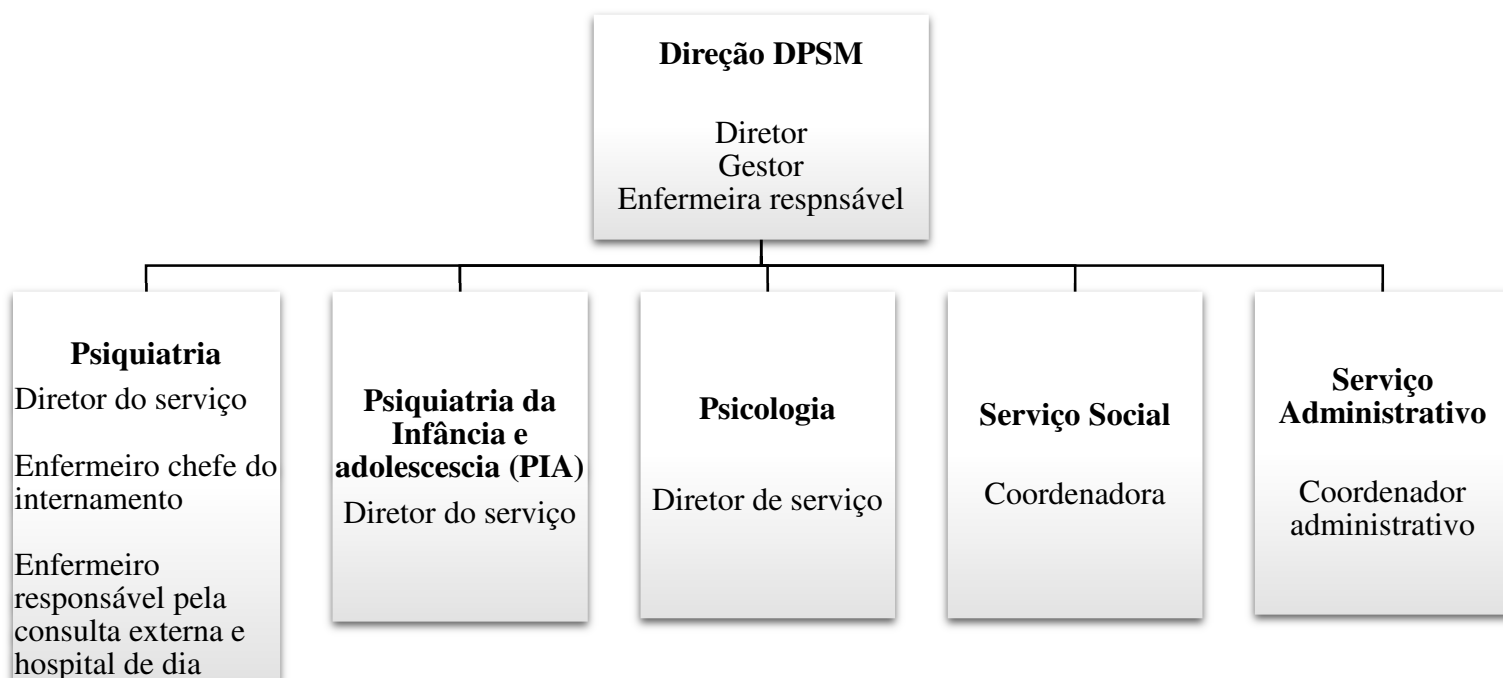 Direção DPSM
Diretor
Gestor
Enfermeira respnsável
Psiquiatria
Diretor do serviço
Enfermeiro chefe do
internamento
Enfermeiro
responsável pela
consulta externa e
hospital de dia
Psiquiatria da
Infância e
adolescescia (PIA)
Diretor do serviço
Psicologia
Diretor de serviço
Serviço Social
Coordenadora
Serviço
Administrativo
Coordenador
administrativo